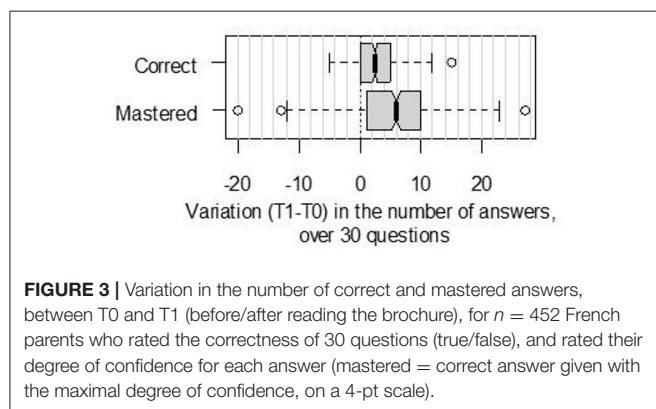 Correct
Mastered
-20 -10 0 10 20
Variation (T1-T0) in the number of answers,
over 30 questions
FIGURE 3 | Variation in the number of correct and mastered answers,
between T0 and T1 (before/after reading the brochure), for n = 452 French
parents who rated the correctness of 30 questions (true/false), and rated their
degree of confidence for each answer (mastered = correct answer given with
the maximal degree of confidence, on a 4-pt scale).